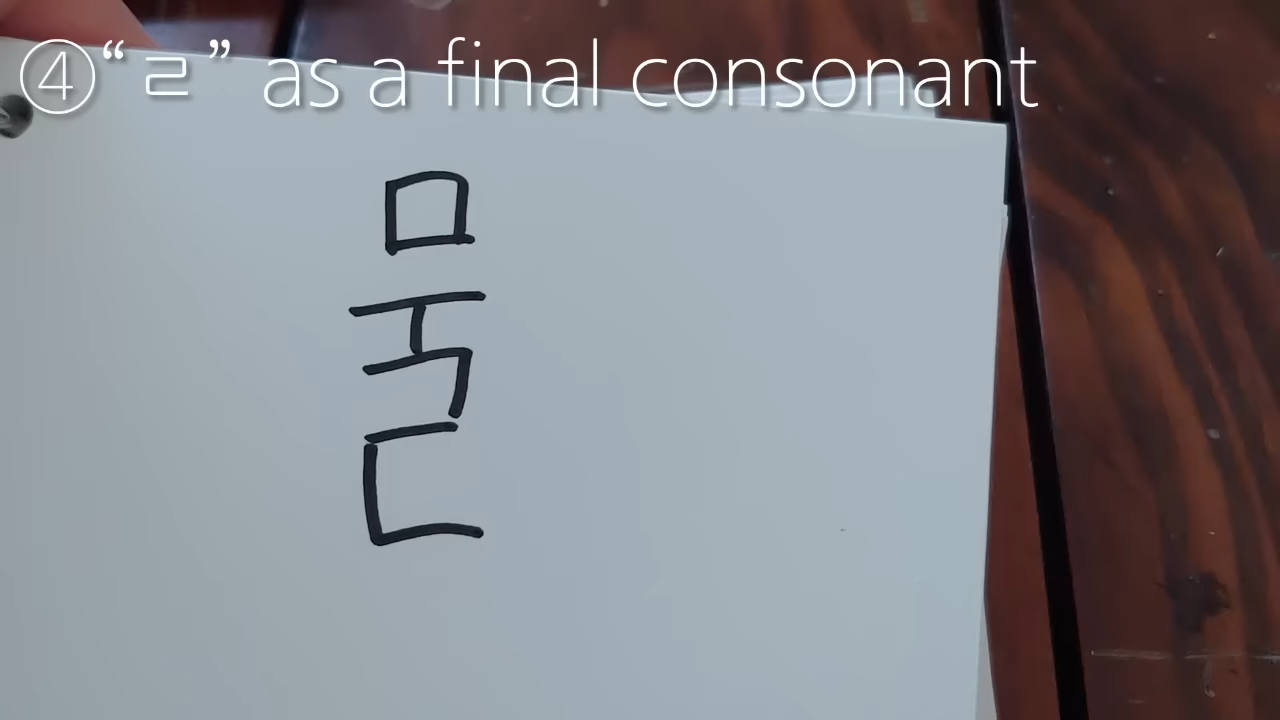 ④“ㄹ” as a final consonant
물